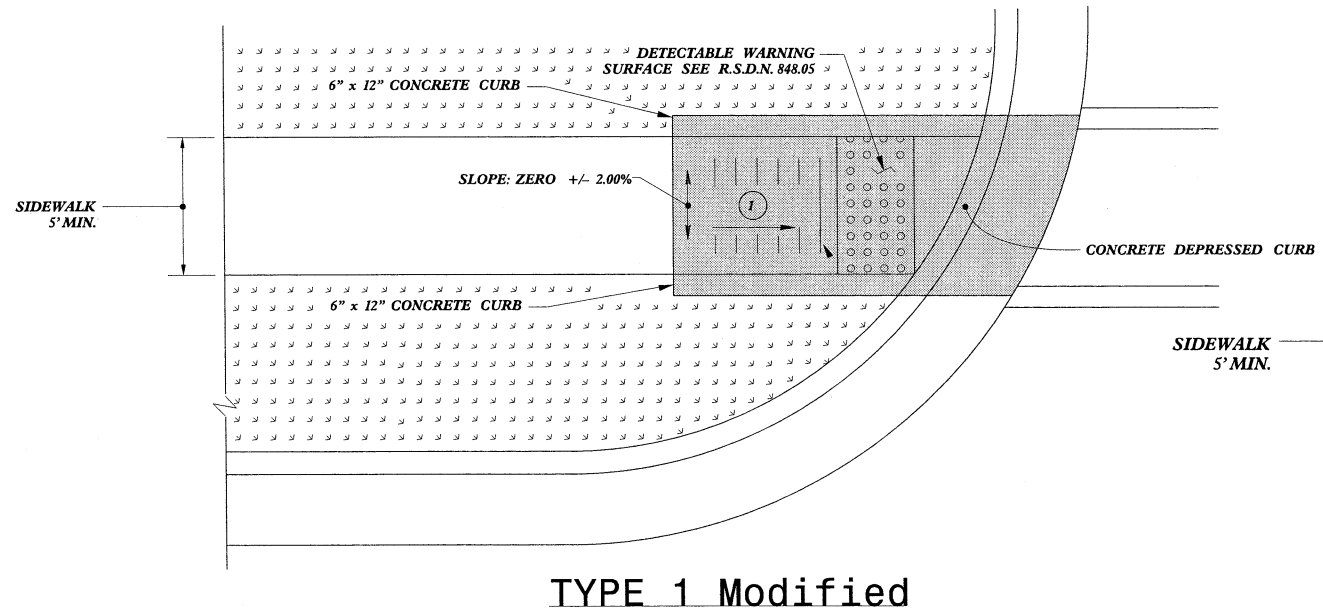 DETECTABLE WARNING
SURFACE SEE R.S.D.N. 848.05
6" x 12" CONCRETE CURB
SLOPE: ZERO +/- 2.00%
1
SIDEWALK
5' MIN.
CONCRETE DEPRESSED CURB
6" x 12" CONCRETE CURB
SIDEWALK
5' MIN.
TYPE 1 Modified